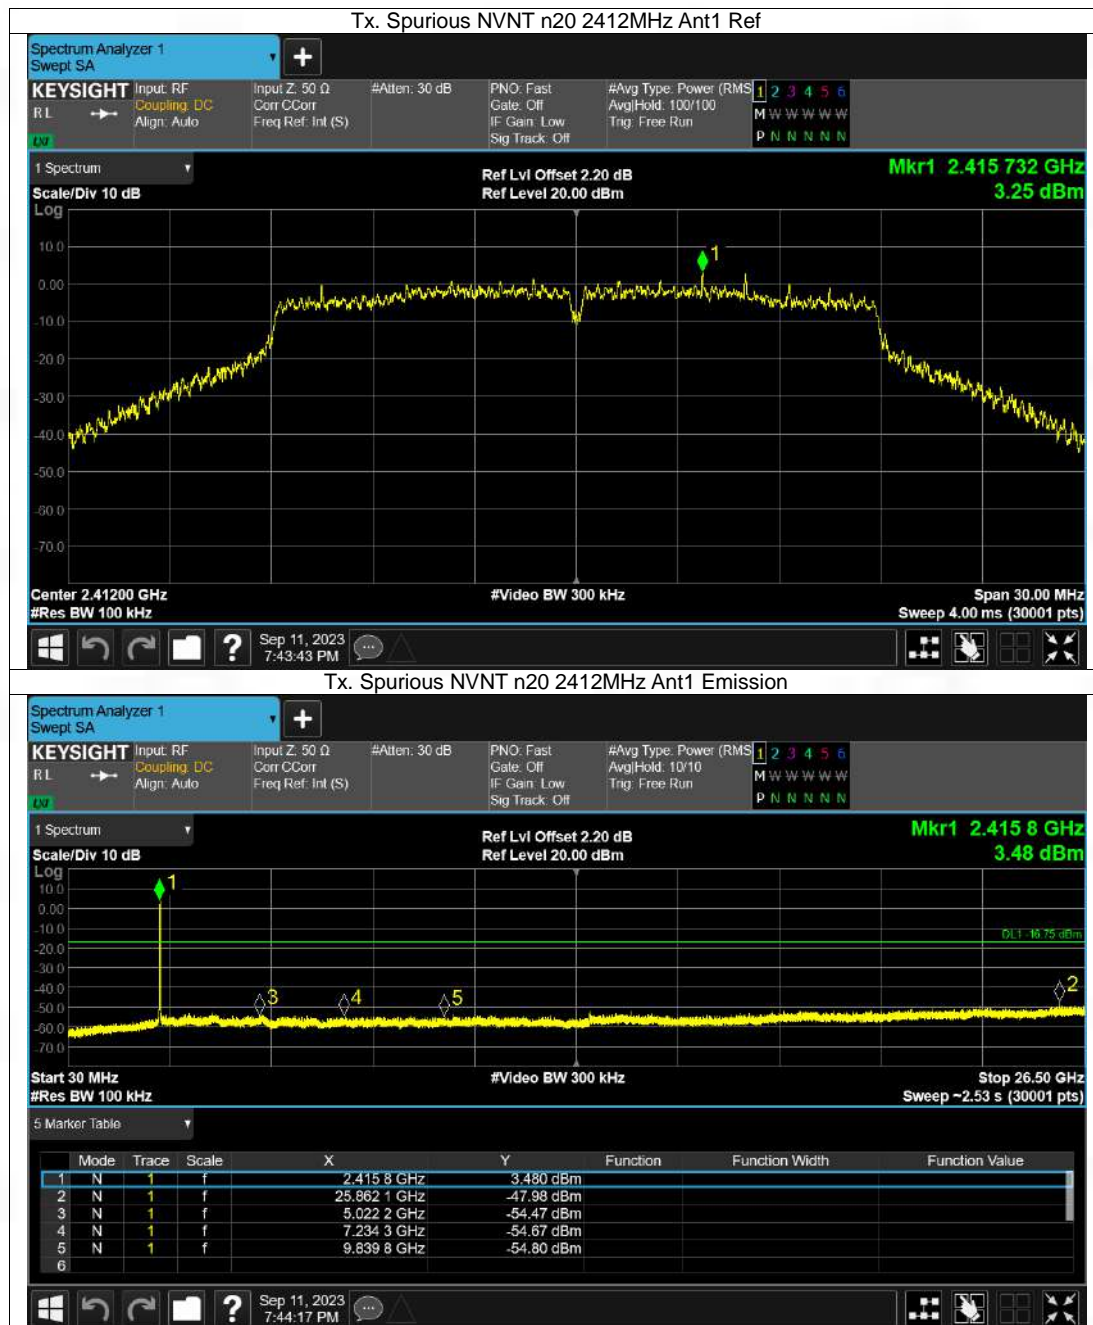 Tx. Spurious NVNT n20 2412MHz Ant1 Ref
Spectrum Analyzer 1
Swept SA
KEYSIGHT Input: RF Input Z: 50 Ω #Atten: 30 dB PNO: Fast #Avg Type: Power (RMS 1 2 3 4 5 6
R L Coupling: DC Corr CCorr Gate: Off Avg|Hold: 100/100 M W W W W W
Align: Auto Freq Ref: Int (S) IF Gain: Low Trig: Free Run
LXI Sig Track: Off P N N N N N
1 Spectrum Ref Lvl Offset 2.20 dB Mkr1 2.415 732 GHz
Scale/Div 10 dB Ref Level 20.00 dBm 3.25 dBm
Log
10.0
1
0.00
-10.0
-20.0
-30.0
-40.0
-50.0
-60.0
-70.0
Center 2.41200 GHz #Video BW 300 kHz Span 30.00 MHz
#Res BW 100 kHz Sweep 4.00 ms (30001 pts)
? Sep 11, 2023
7:43:43 PM
Tx. Spurious NVNT n20 2412MHz Ant1 Emission
Spectrum Analyzer 1
Swept SA
KEYSIGHT Input: RF Input Z: 50 Ω #Atten: 30 dB PNO: Fast #Avg Type: Power (RMS 1 2 3 4 5 6
R L Coupling: DC Corr CCorr Gate: Off Avg|Hold: 10/10 M W W W W W
Align: Auto Freq Ref: Int (S) IF Gain: Low Trig: Free Run
LXI Sig Track: Off P N N N N N
1 Spectrum Ref Lvl Offset 2.20 dB Mkr1 2.415 8 GHz
Scale/Div 10 dB Ref Level 20.00 dBm 3.48 dBm
Log
10.0 1
0.00
-10.0 DL1 -16.75 dBm
-20.0
-30.0
-40.0 3 4 5 2
-50.0
-60.0
-70.0
Start 30 MHz #Video BW 300 kHz Stop 26.50 GHz
#Res BW 100 kHz Sweep ~2.53 s (30001 pts)
5 Marker Table
Mode Trace Scale X Y Function Function Width Function Value
1 N 1 f 2.415 8 GHz 3.480 dBm
2 N 1 f 25.862 1 GHz -47.98 dBm
3 N 1 f 5.022 2 GHz -54.47 dBm
4 N 1 f 7.234 3 GHz -54.67 dBm
5 N 1 f 9.839 8 GHz -54.80 dBm
6
? Sep 11, 2023
7:44:17 PM